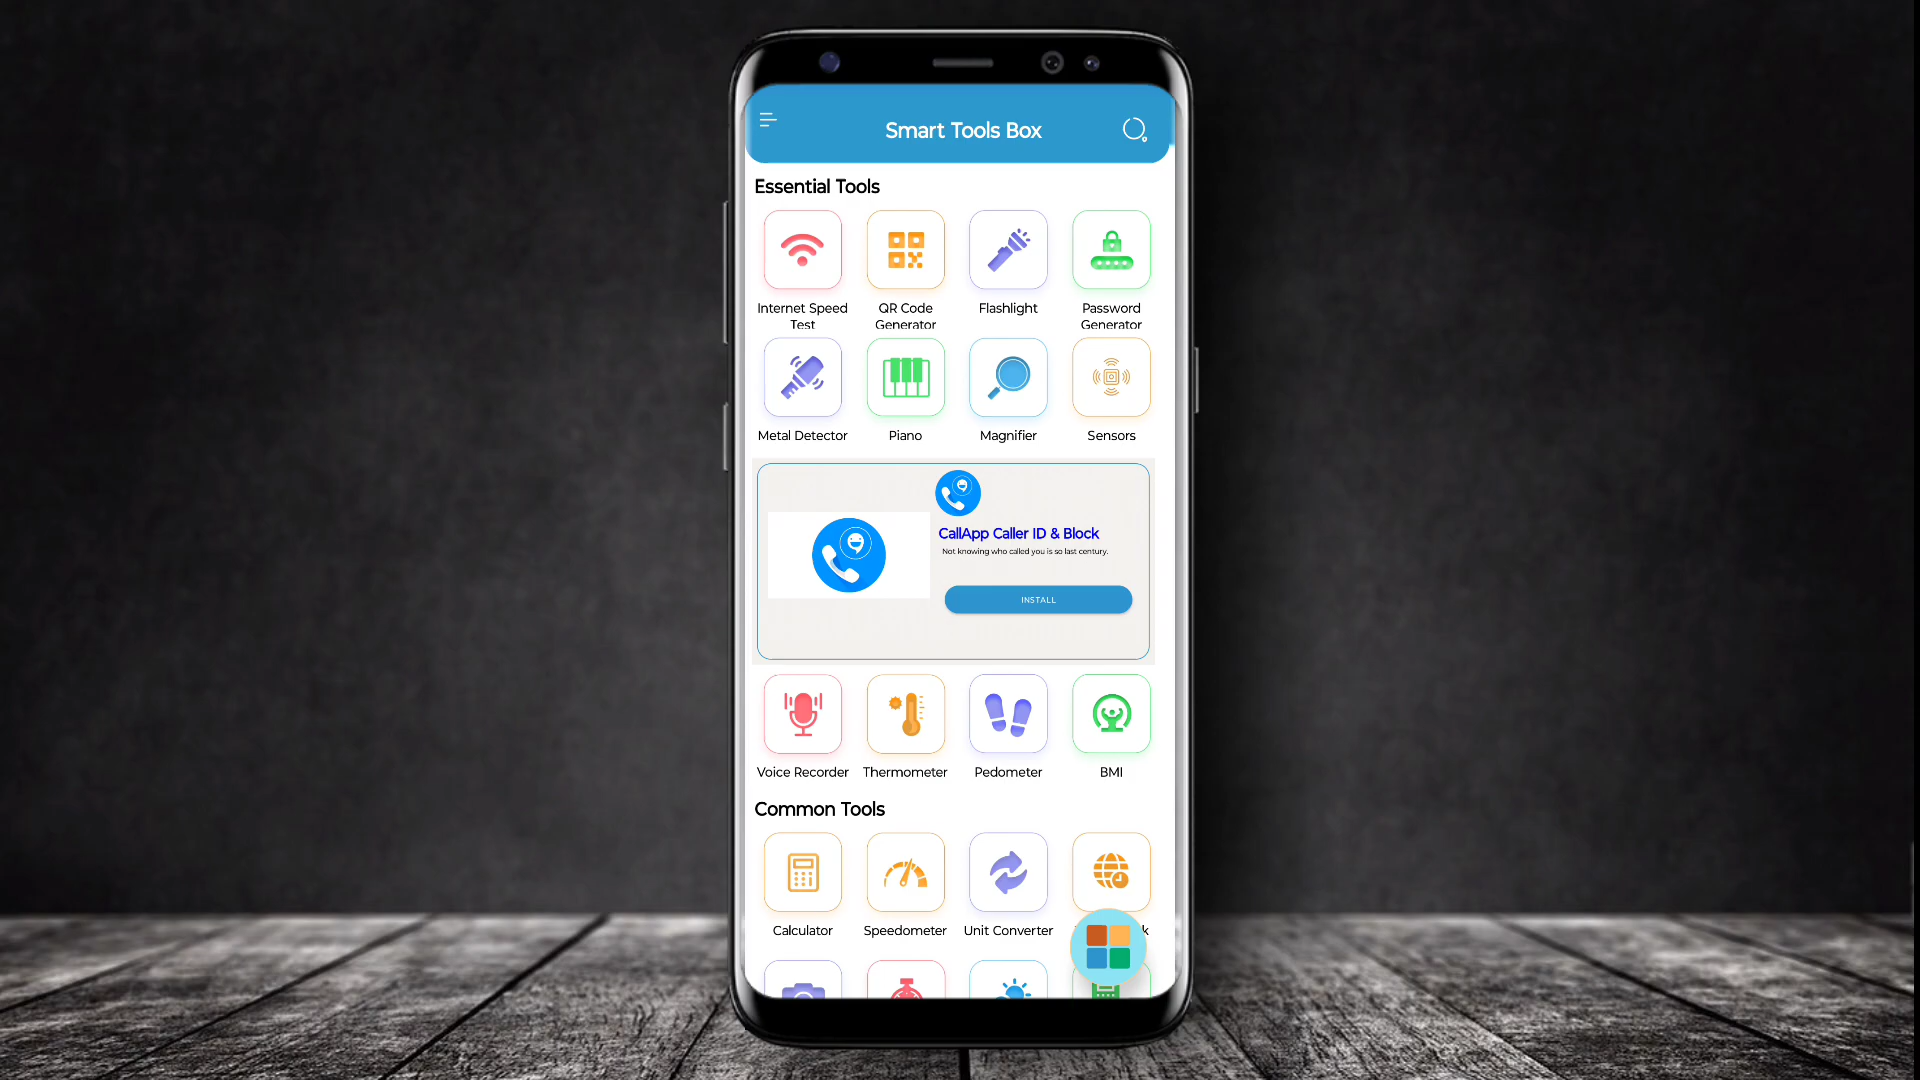 Smart Tools Box
Essential Tools
Internet Speed
Test
QR Code
Generator
Flashlight
Password
Generator
Metal Detector
Piano
Magnifier
Sensors
CallApp Caller ID & Block
Not knowing who called you is so last century.
INSTALL
Voice Recorder
Thermometer
Pedometer
BMI
Common Tools
Calculator
Speedometer
Unit Converter